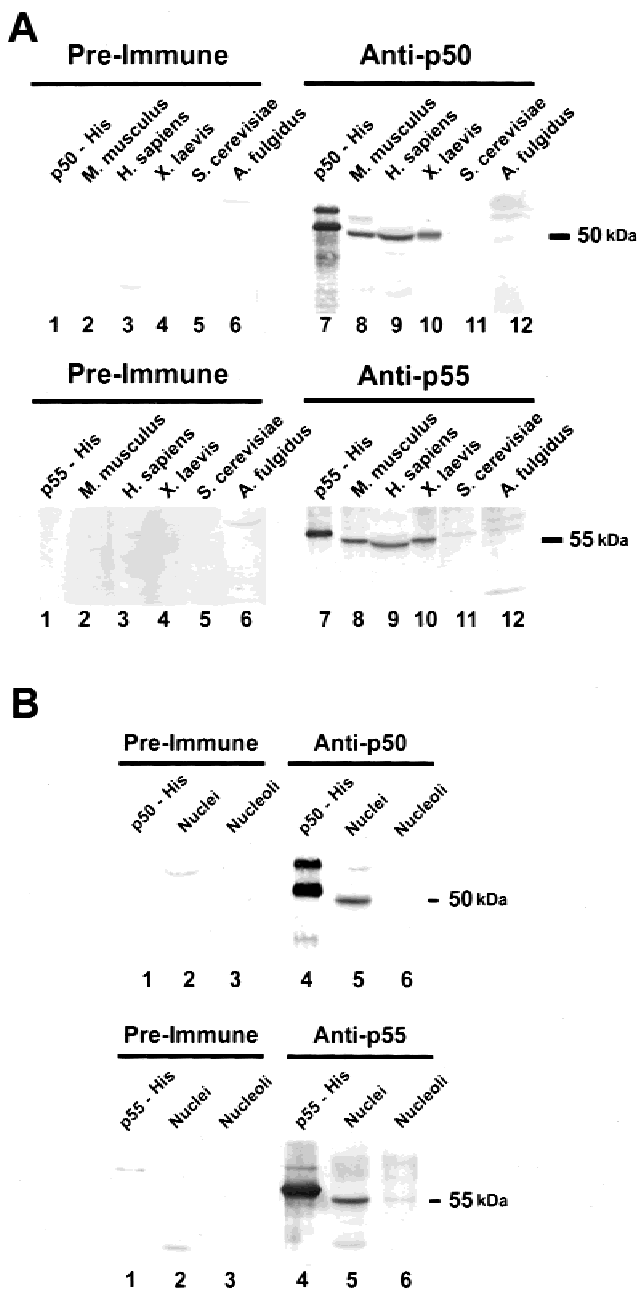 A
Pre-Immune Anti-p50
p50 - His M. musculus H. sapiens X. laevis S. cerevisiae A. fulgidus p50 - His M. musculus H. sapiens X. laevis S. cerevisiae A. fulgidus
50 kDa
1 2 3 4 5 6 7 8 9 10 11 12
Pre-Immune Anti-p55
p55 - His M. musculus H. sapiens X. laevis S. cerevisiae A. fulgidus p55 - His M. musculus H. sapiens X. laevis S. cerevisiae A. fulgidus
55 kDa
1 2 3 4 5 6 7 8 9 10 11 12
B
Pre-Immune Anti-p50
p50 - His Nuclei Nucleoli p50 - His Nuclei Nucleoli
50 kDa
1 2 3 4 5 6
Pre-Immune Anti-p55
p55 - His Nuclei Nucleoli p55 - His Nuclei Nucleoli
55 kDa
1 2 3 4 5 6